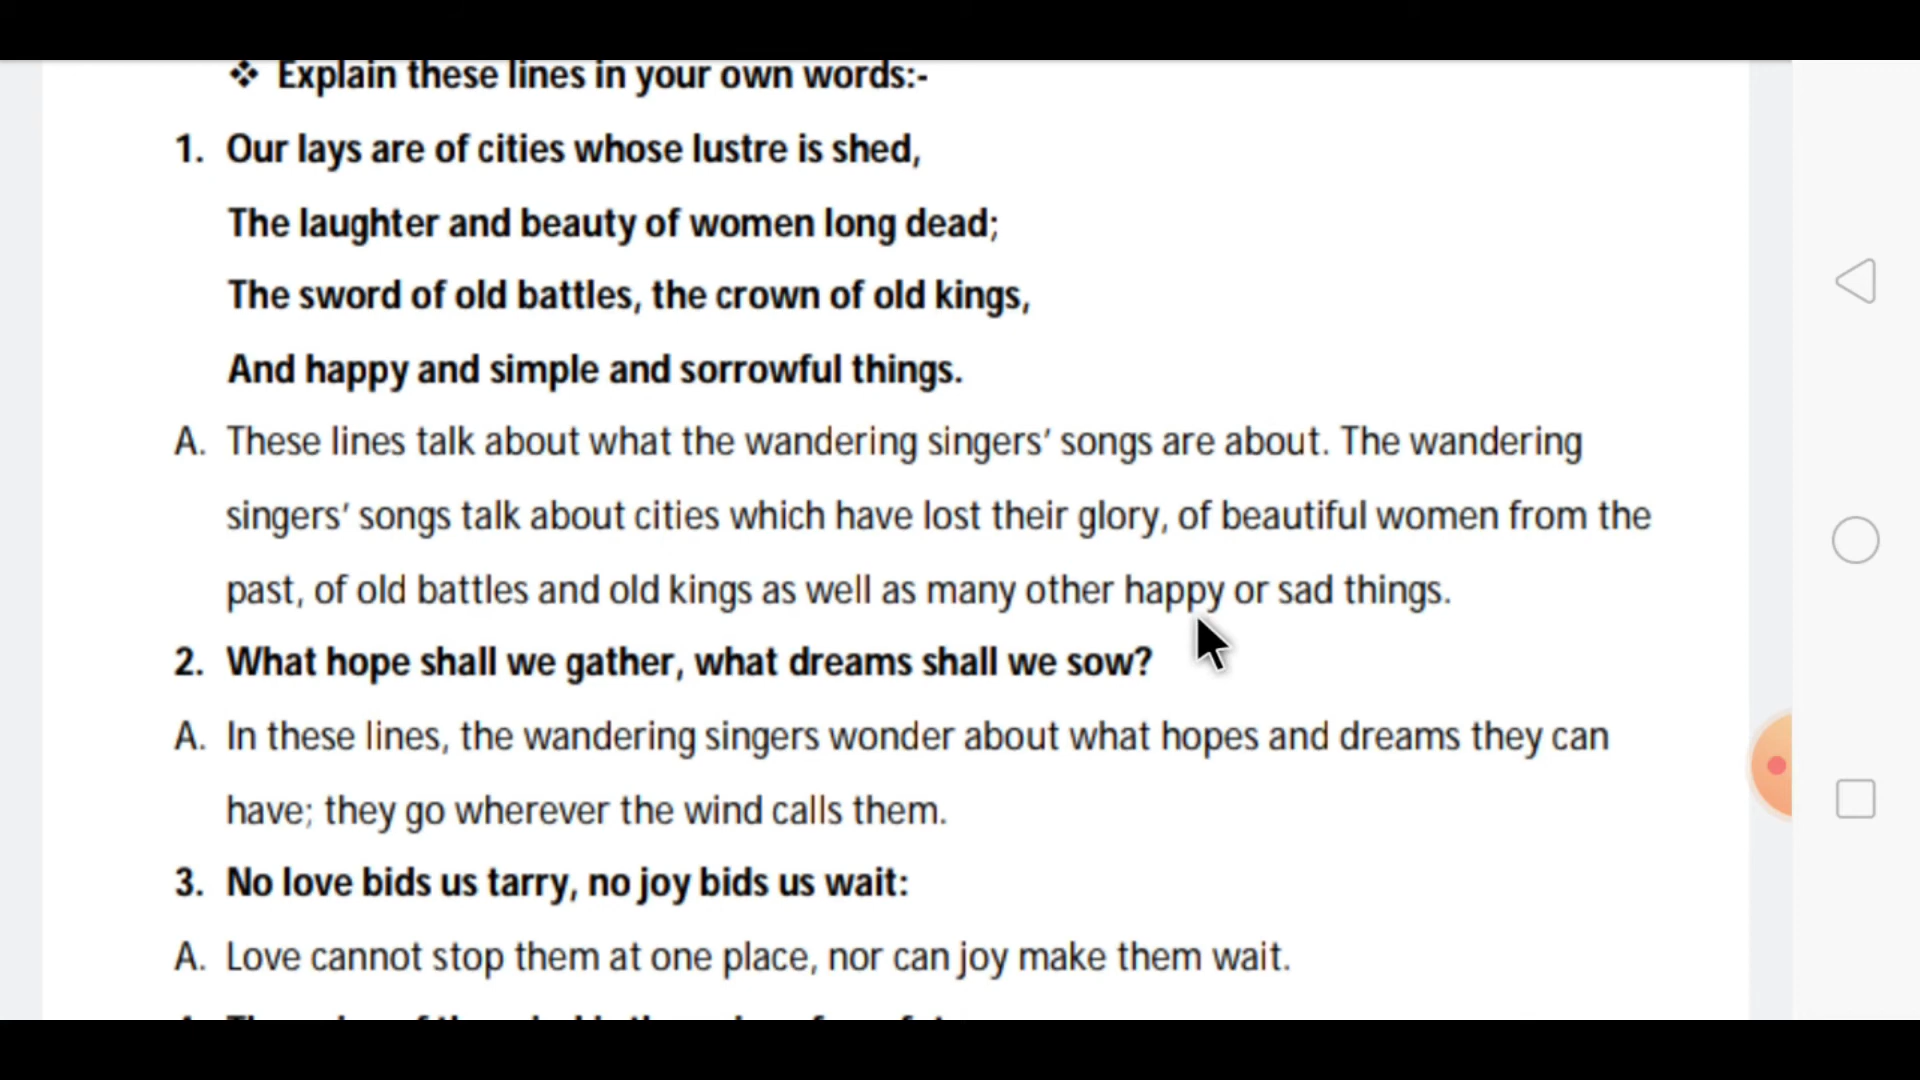 ❖ Explain these lines in your own words:-
1. Our lays are of cities whose lustre is shed,
The laughter and beauty of women long dead;
The sword of old battles, the crown of old kings,
And happy and simple and sorrowful things.
A. These lines talk about what the wandering singers’ songs are about. The wandering
singers’ songs talk about cities which have lost their glory, of beautiful women from the
past, of old battles and old kings as well as many other happy or sad things.
2. What hope shall we gather, what dreams shall we sow?
A. In these lines, the wandering singers wonder about what hopes and dreams they can
have; they go wherever the wind calls them.
3. No love bids us tarry, no joy bids us wait:
A. Love cannot stop them at one place, nor can joy make them wait.